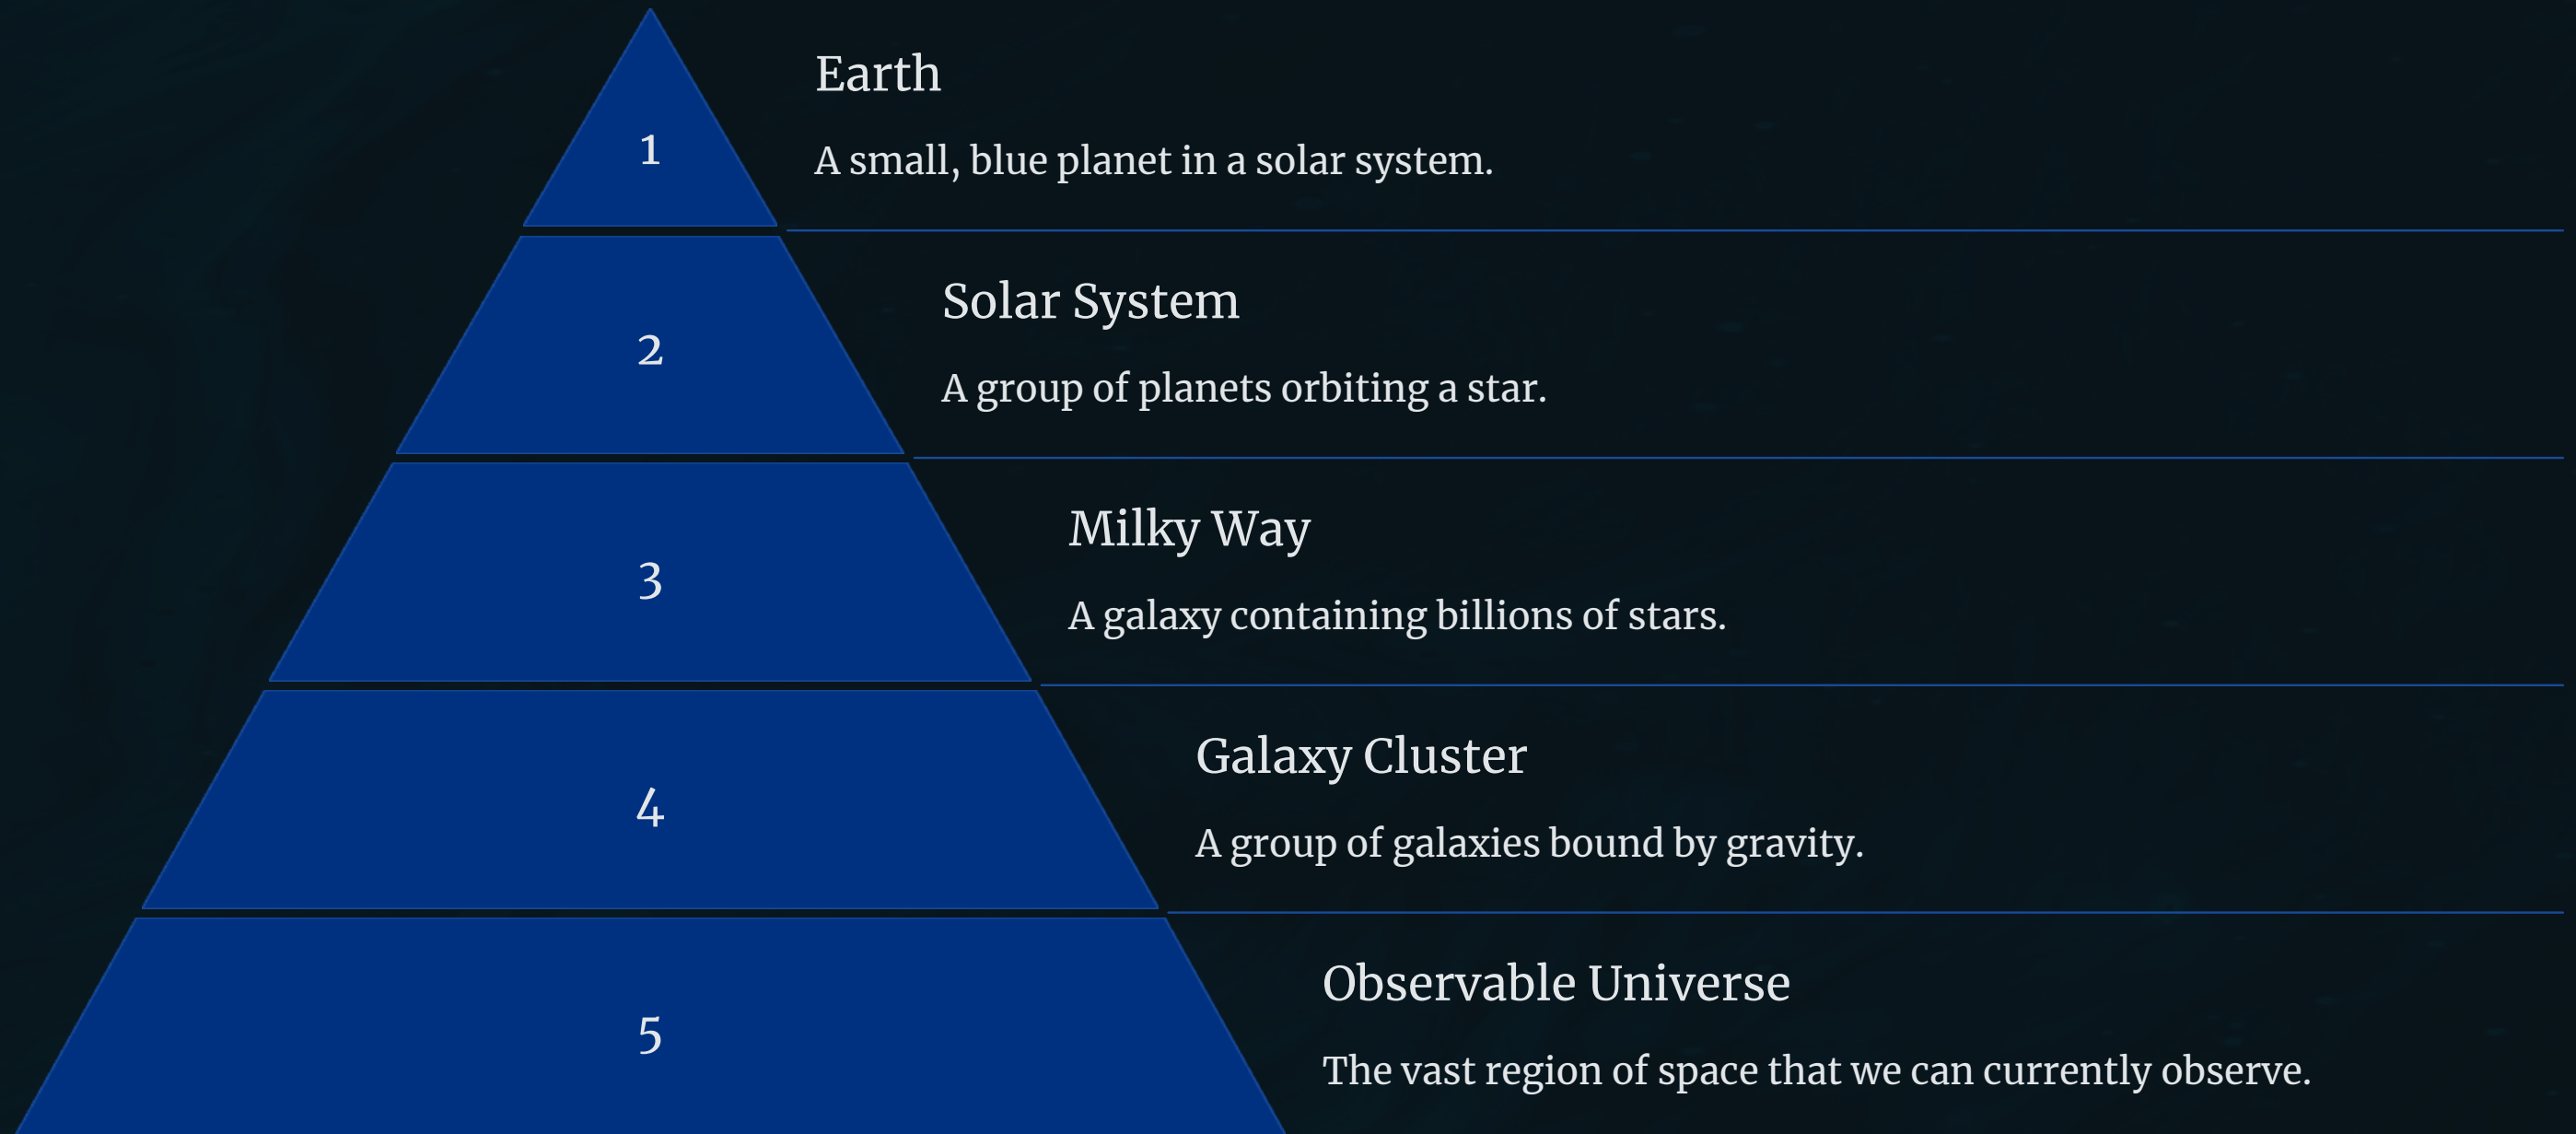 1
Earth
A small, blue planet in a solar system.
2
Solar System
A group of planets orbiting a star.
3
Milky Way
A galaxy containing billions of stars.
4
Galaxy Cluster
A group of galaxies bound by gravity.
5
Observable Universe
The vast region of space that we can currently observe.